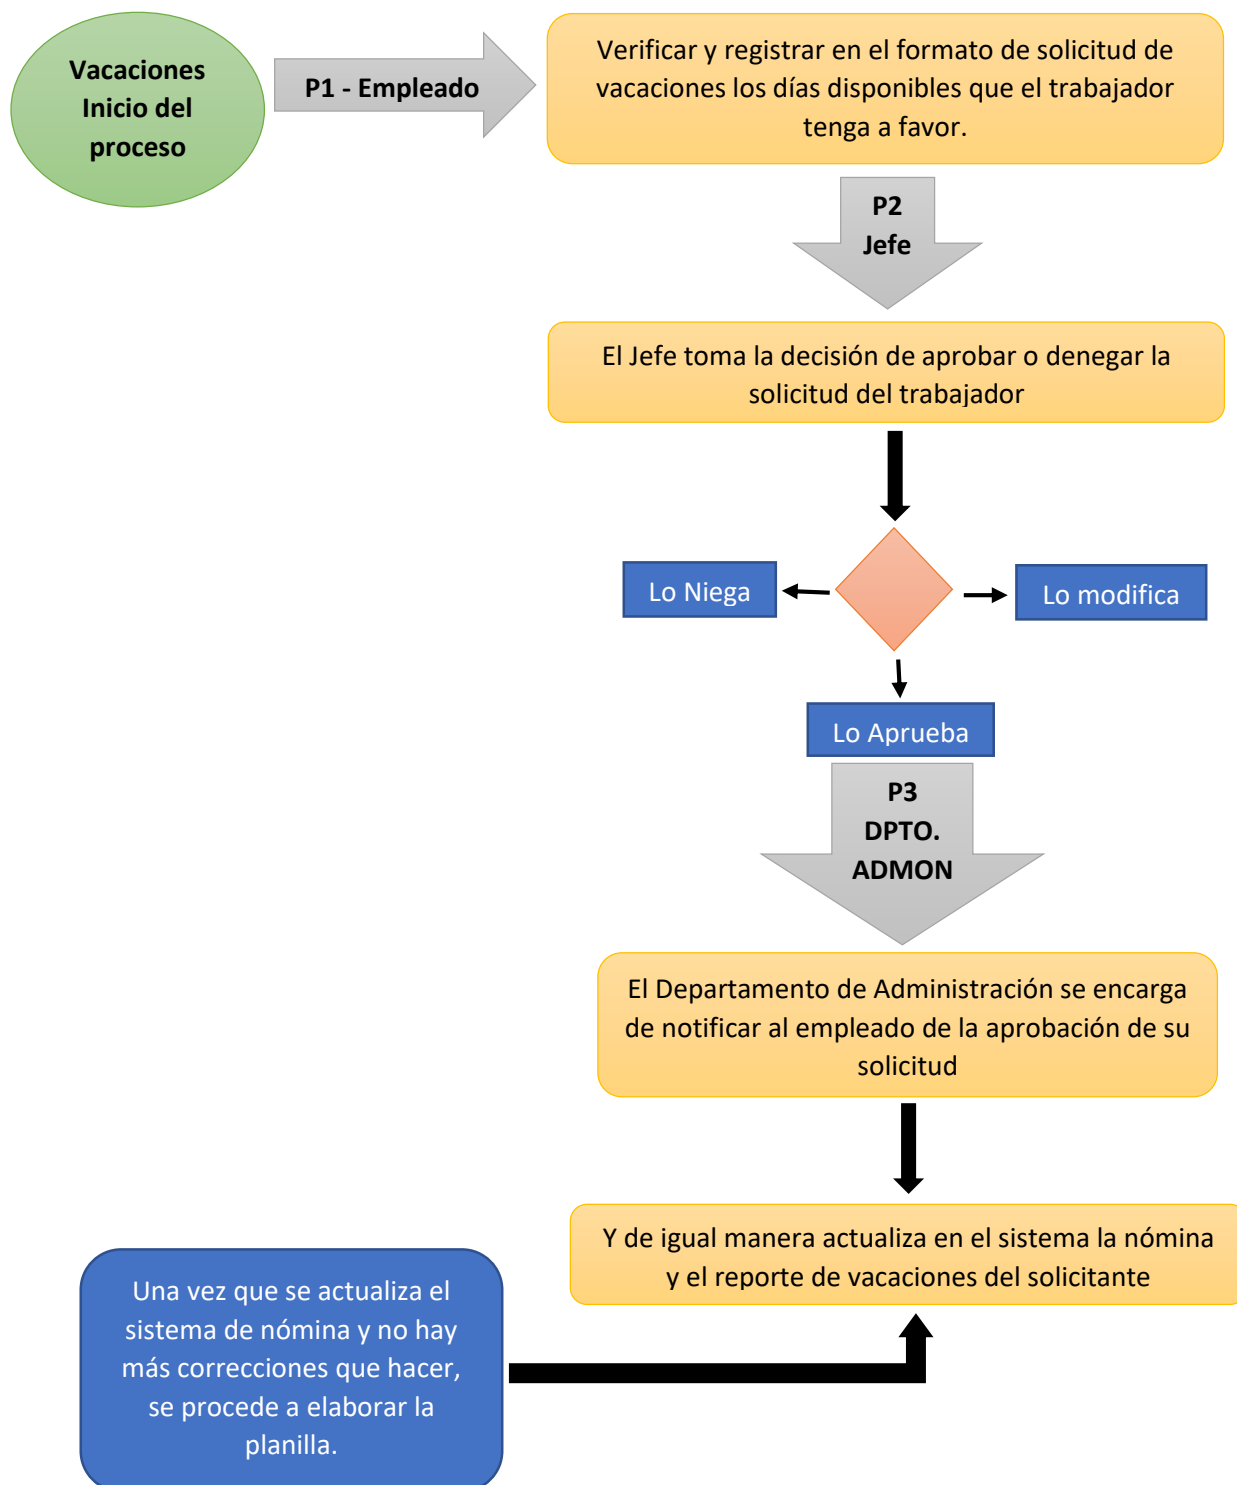 Vacaciones
Inicio del
proceso
P1 - Empleado
Verificar y registrar en el formato de solicitud de
vacaciones los días disponibles que el trabajador
tenga a favor.
P2
Jefe
El Jefe toma la decisión de aprobar o denegar la
solicitud del trabajador
Lo Niega
Lo modifica
Lo Aprueba
P3
DPTO.
ADMON
El Departamento de Administración se encarga
de notificar al empleado de la aprobación de su
solicitud
Y de igual manera actualiza en el sistema la nómina
y el reporte de vacaciones del solicitante
Una vez que se actualiza el
sistema de nómina y no hay
más correcciones que hacer,
se procede a elaborar la
planilla.